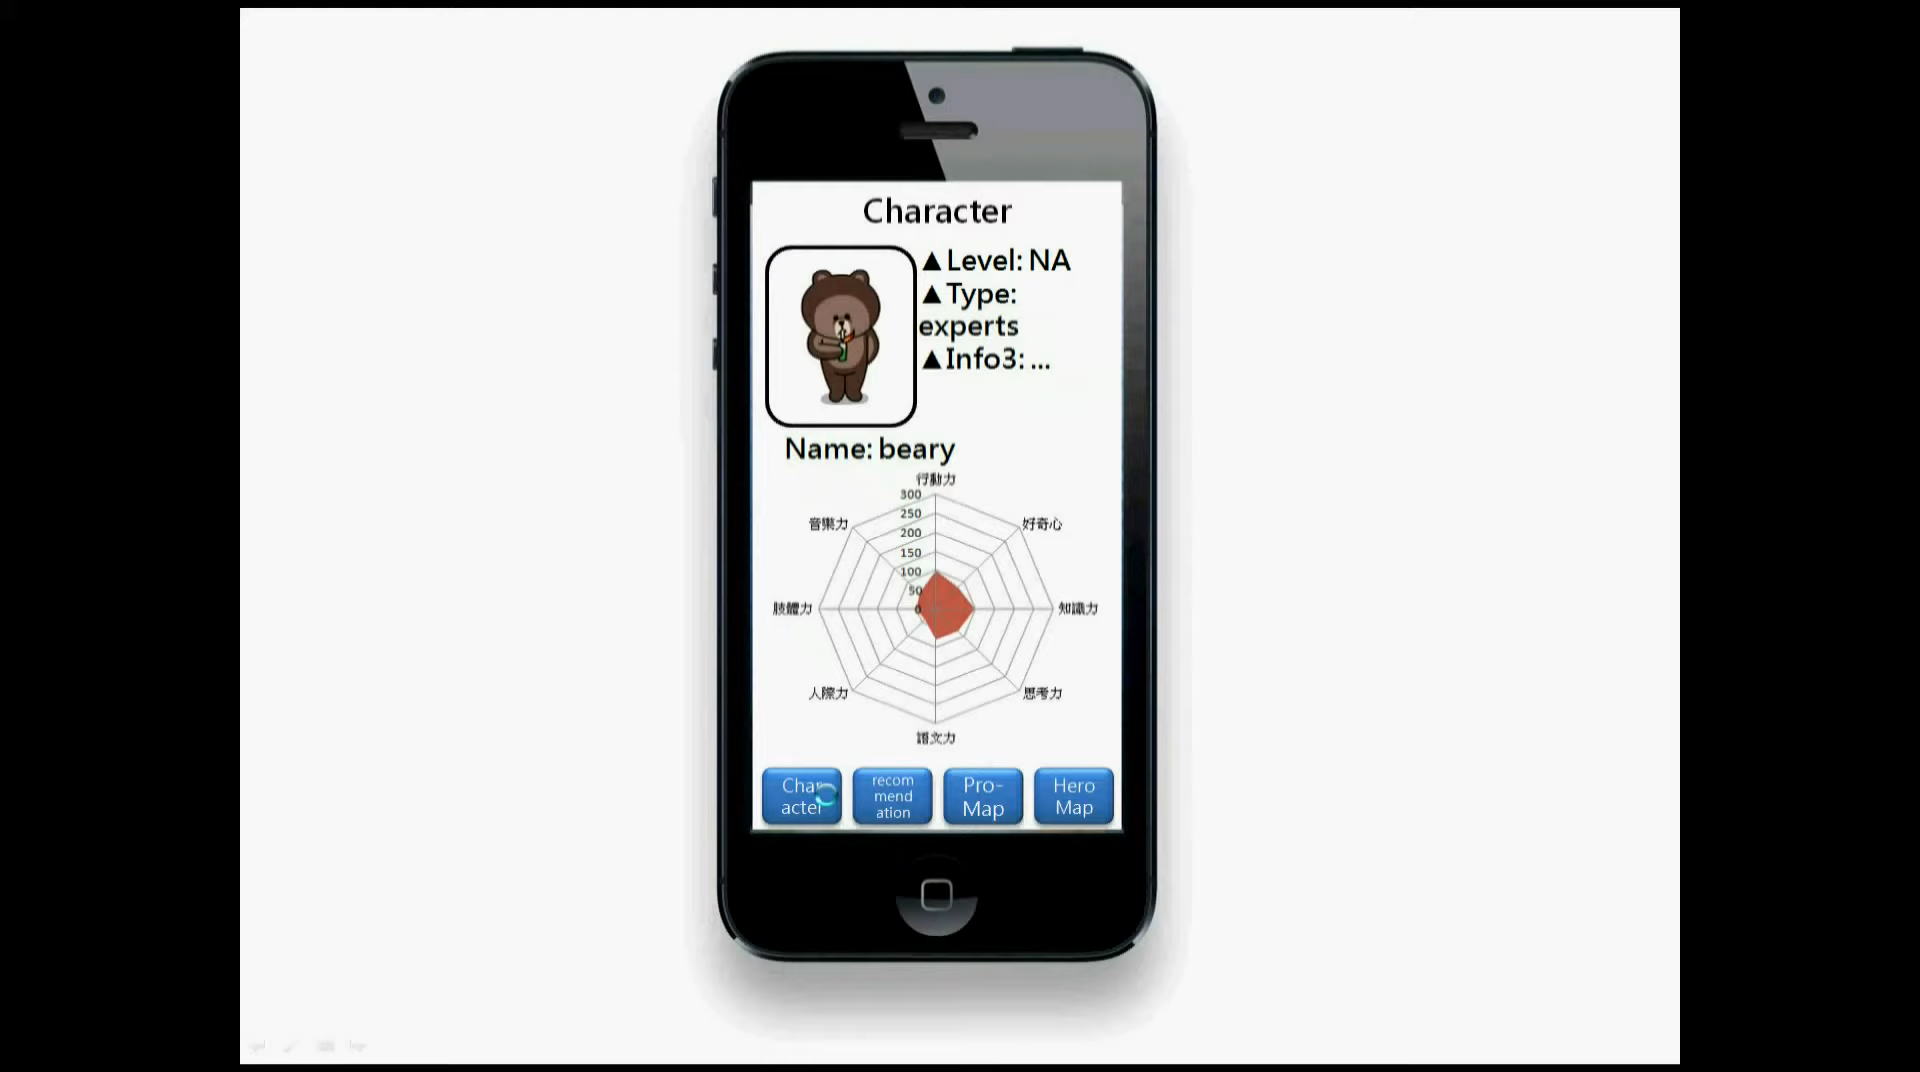 Character
▲Level: NA
▲Type:
experts
▲Info3: ...
Name: beary
行動力
300
250
200
150
100
50
0
音樂力
好奇心
肢體力
知識力
人際力
思考力
語文力
Char
acter
recom
mend
ation
Pro-
Map
Hero
Map